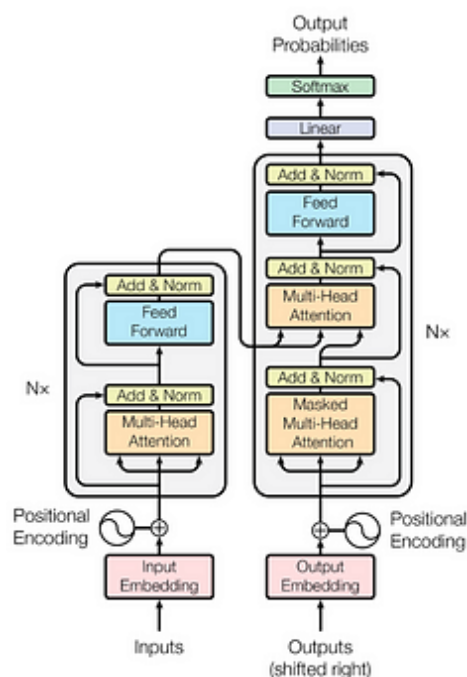 Output
Probabilities
Softmax
Linear
Add & Norm
Feed
Forward
Add & Norm
Multi-Head
Attention
Add & Norm
Masked
Multi-Head
Attention
Nx
Add & Norm
Feed
Forward
Add & Norm
Multi-Head
Attention
Nx
Positional
Encoding
Positional
Encoding
Input
Embedding
Output
Embedding
Inputs
Outputs
(shifted right)